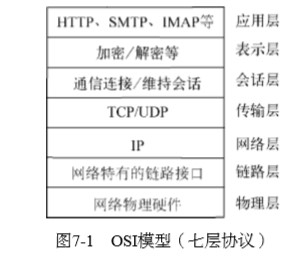 HTTP、SMTP、IMAP等 应用层
加密/解密等 表示层
通信连接/维持会话 会话层
TCP/UDP 传输层
IP 网络层
网络特有的链路接口 链路层
网络物理硬件 物理层
图7-1 OSI模型（七层协议）